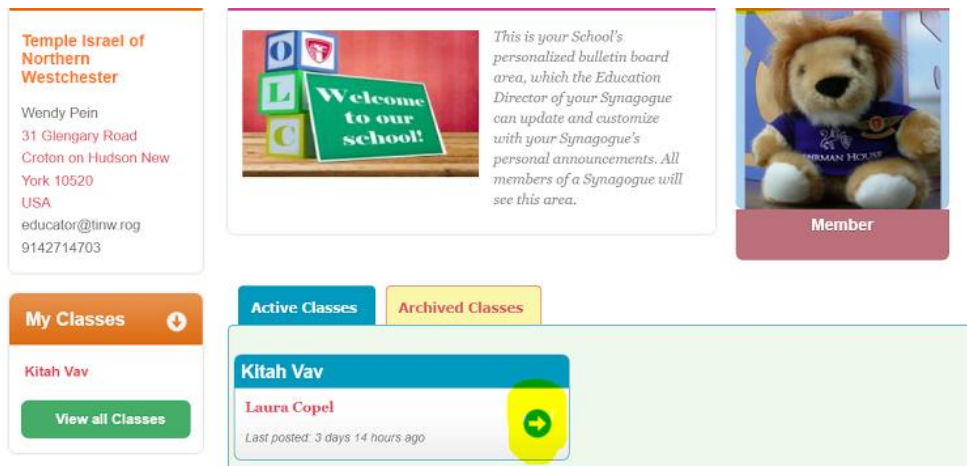 Temple Israel of
Northern
Westchester
Wendy Pein
31 Glengary Road
Croton on Hudson New
York 10520
USA
educator@tinw.rog
9142714703
O
L
C
Welcome
to our
school!
This is your School's
personalized bulletin board
area, which the Education
Director of your Synagogue
can update and customize
with your Synagogue's
personal announcements. All
members of a Synagogue will
see this area.
HOUSE
Member
My Classes
Kitah Vav
View all Classes
Active Classes
Archived Classes
Kitah Vav
Laura Copel
Last posted: 3 days 14 hours ago